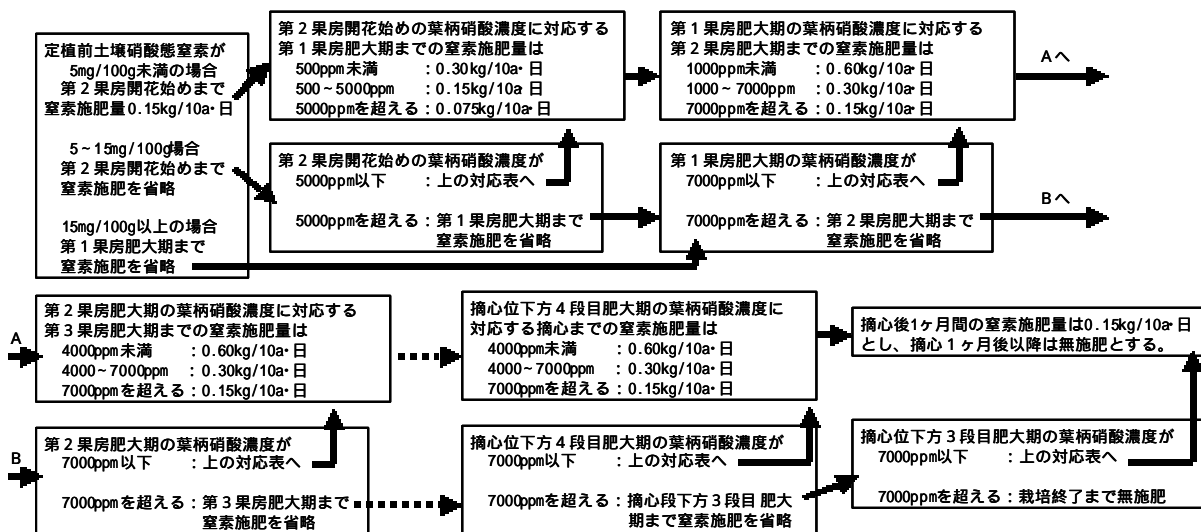 定植前土壌硝酸態窒素が
5mg/100g未満の場合
第2果房開花始めまで
窒素施肥量0.15kg/10a・日
5~15mg/100g場合
第2果房開花始めまで
窒素施肥を省略
15mg/100g以上の場合
第1果房肥大期まで
窒素施肥を省略
第2果房開花始めの葉柄硝酸濃度に対応する
第1果房肥大期までの窒素施肥量は
500ppm未満 :0.30kg/10a・日
500~5000ppm :0.15kg/10a・日
5000ppmを超える:0.075kg/10a・日
第2果房開花始めの葉柄硝酸濃度が
5000ppm以下 :上の対応表へ
5000ppmを超える:第1果房肥大期まで
窒素施肥を省略
第1果房肥大期の葉柄硝酸濃度に対応する
第2果房肥大期までの窒素施肥量は
1000ppm未満 :0.60kg/10a・日
1000~7000ppm :0.30kg/10a・日
7000ppmを超える:0.15kg/10a・日
第1果房肥大期の葉柄硝酸濃度が
7000ppm以下 :上の対応表へ
7000ppmを超える:第2果房肥大期まで
窒素施肥を省略
Aへ
Bへ
A
第2果房肥大期の葉柄硝酸濃度に対応する
第3果房肥大期までの窒素施肥量は
4000ppm未満 :0.60kg/10a・日
4000~7000ppm :0.30kg/10a・日
7000ppmを超える:0.15kg/10a・日
B
第2果房肥大期の葉柄硝酸濃度が
7000ppm以下 :上の対応表へ
7000ppmを超える:第3果房肥大期まで
窒素施肥を省略
摘心位下方4段目肥大期の葉柄硝酸濃度に
対応する摘心までの窒素施肥量は
4000ppm未満 :0.60kg/10a・日
4000~7000ppm :0.30kg/10a・日
7000ppmを超える:0.15kg/10a・日
摘心位下方4段目肥大期の葉柄硝酸濃度が
7000ppm以下 :上の対応表へ
7000ppmを超える:摘心段下方3段目肥大
期まで窒素施肥を省略
摘心後1ヶ月間の窒素施肥量は0.15kg/10a・日
とし、摘心1ヶ月後以降は無施肥とする。
摘心位下方3段目肥大期の葉柄硝酸濃度が
7000ppm以下 :上の対応表へ
7000ppmを超える:栽培終了まで無施肥